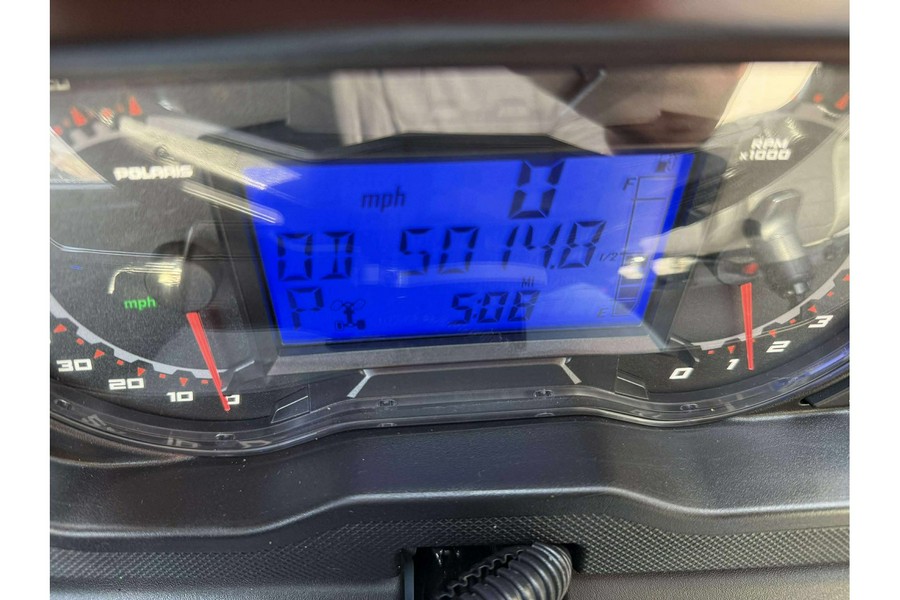 POLARIS
RPM
x1000
mph 0
F
OD 5014.8
1/2
MI
P 5:08
E
mph
30 20 10 0
0 1 2 3